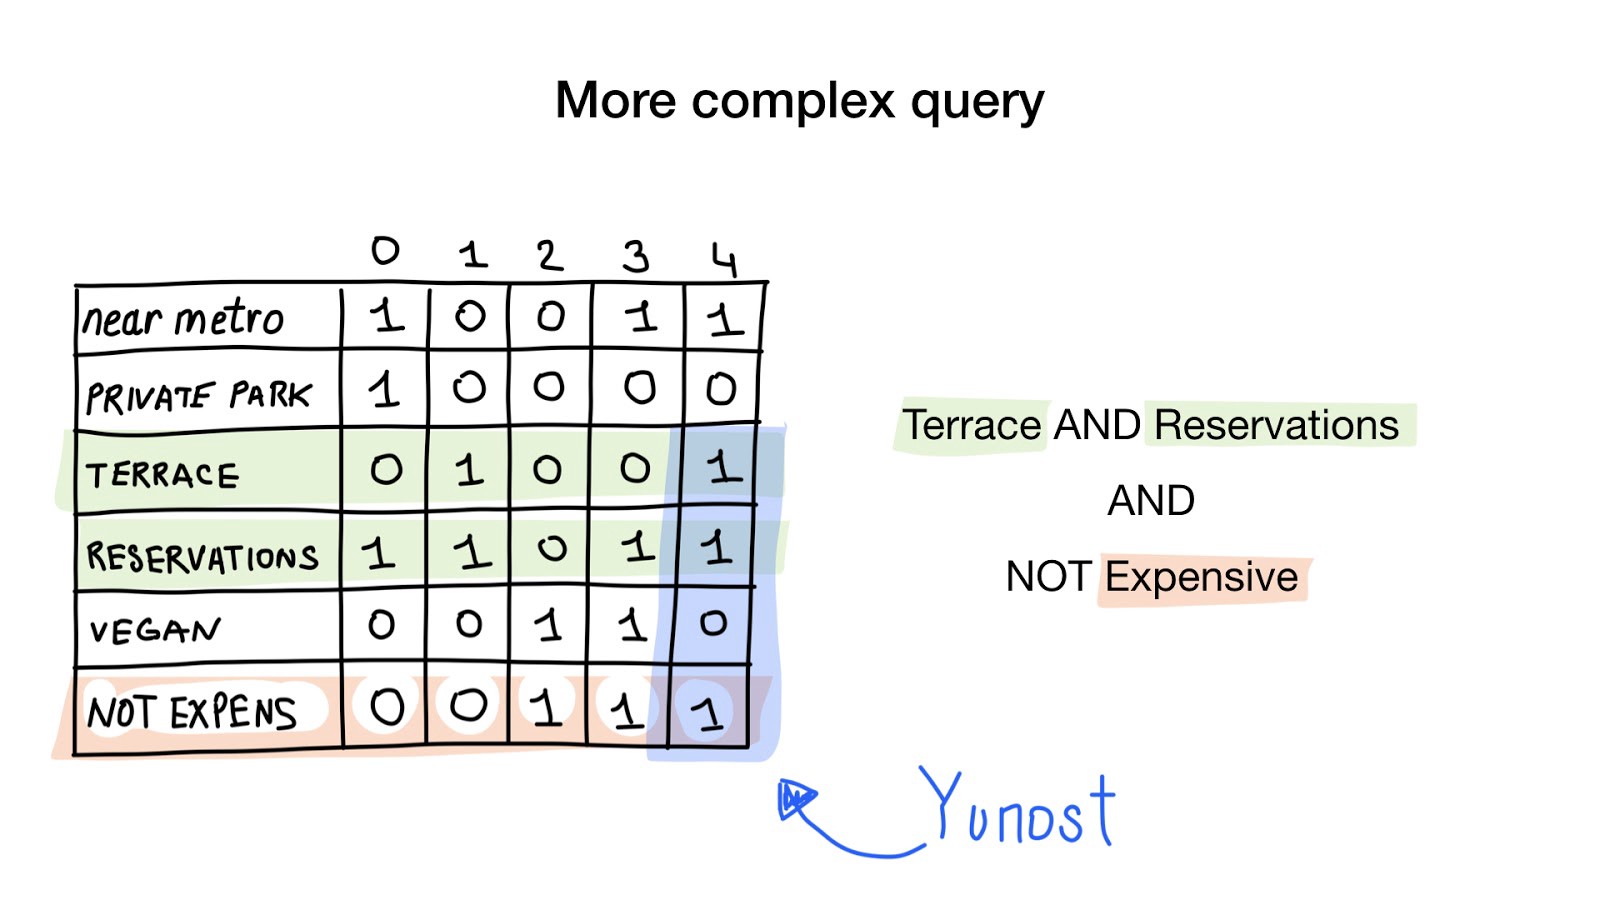 More complex query
0 1 2 3 4
near metro 1 0 0 1 1
PRIVATE PARK 1 0 0 0 0
TERRACE 0 1 0 0 1
RESERVATIONS 1 1 0 1 1
VEGAN 0 0 1 1 0
NOT EXPENS 0 0 1 1 1
Terrace AND Reservations
AND
NOT Expensive
Yunost